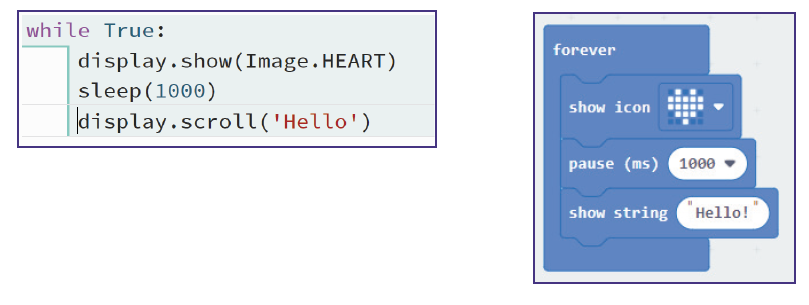 while True:
display.show(Image.HEART)
sleep(1000)
display.scroll('Hello')
forever
show icon
pause (ms) 1000
show string "Hello!"